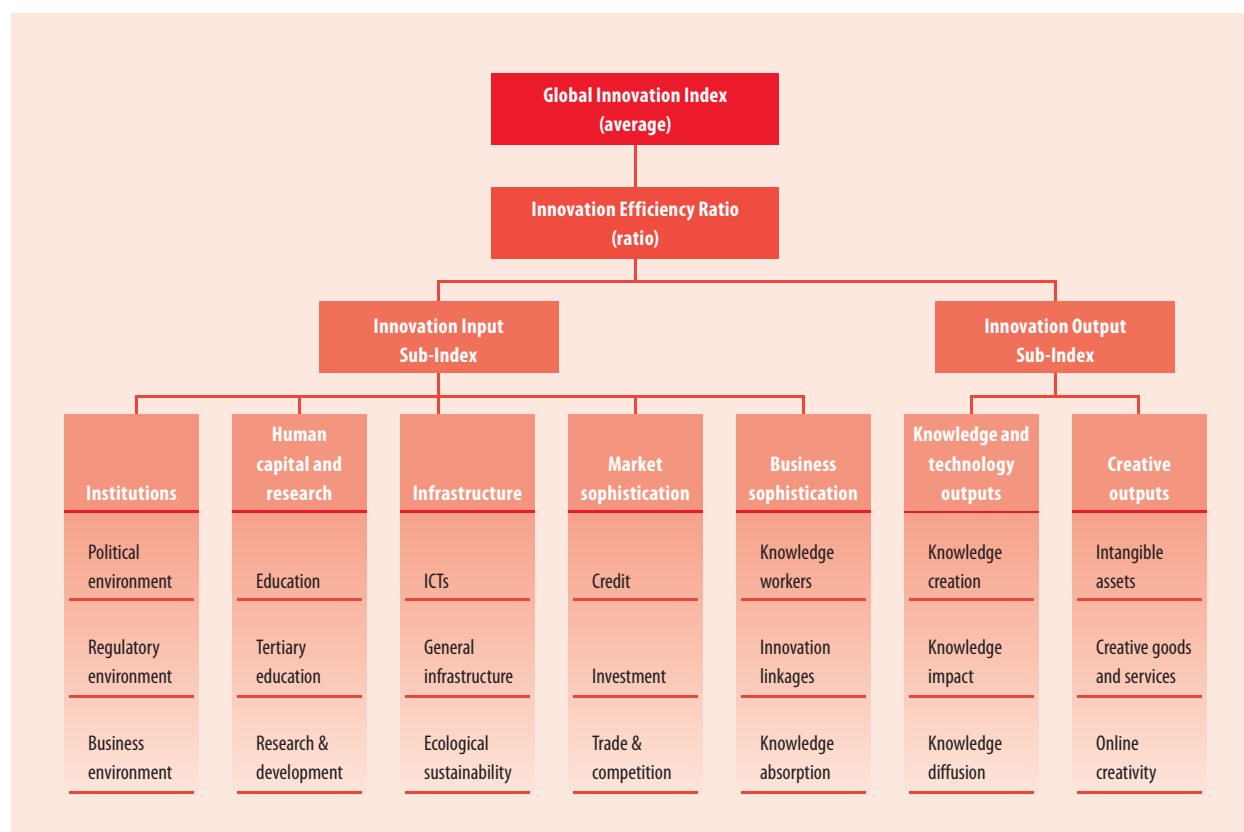 Global Innovation Index
(average)
Innovation Efficiency Ratio
(ratio)
Innovation Input
Sub-Index
Innovation Output
Sub-Index
Institutions
Human
capital and
research
Infrastructure
Market
sophistication
Business
sophistication
Knowledge and
technology
outputs
Creative
outputs
Political
environment
Education
ICTs
Credit
Knowledge
workers
Knowledge
creation
Intangible
assets
Regulatory
environment
Tertiary
education
General
infrastructure
Investment
Innovation
linkages
Knowledge
impact
Creative goods
and services
Business
environment
Research &
development
Ecological
sustainability
Trade &
competition
Knowledge
absorption
Knowledge
diffusion
Online
creativity